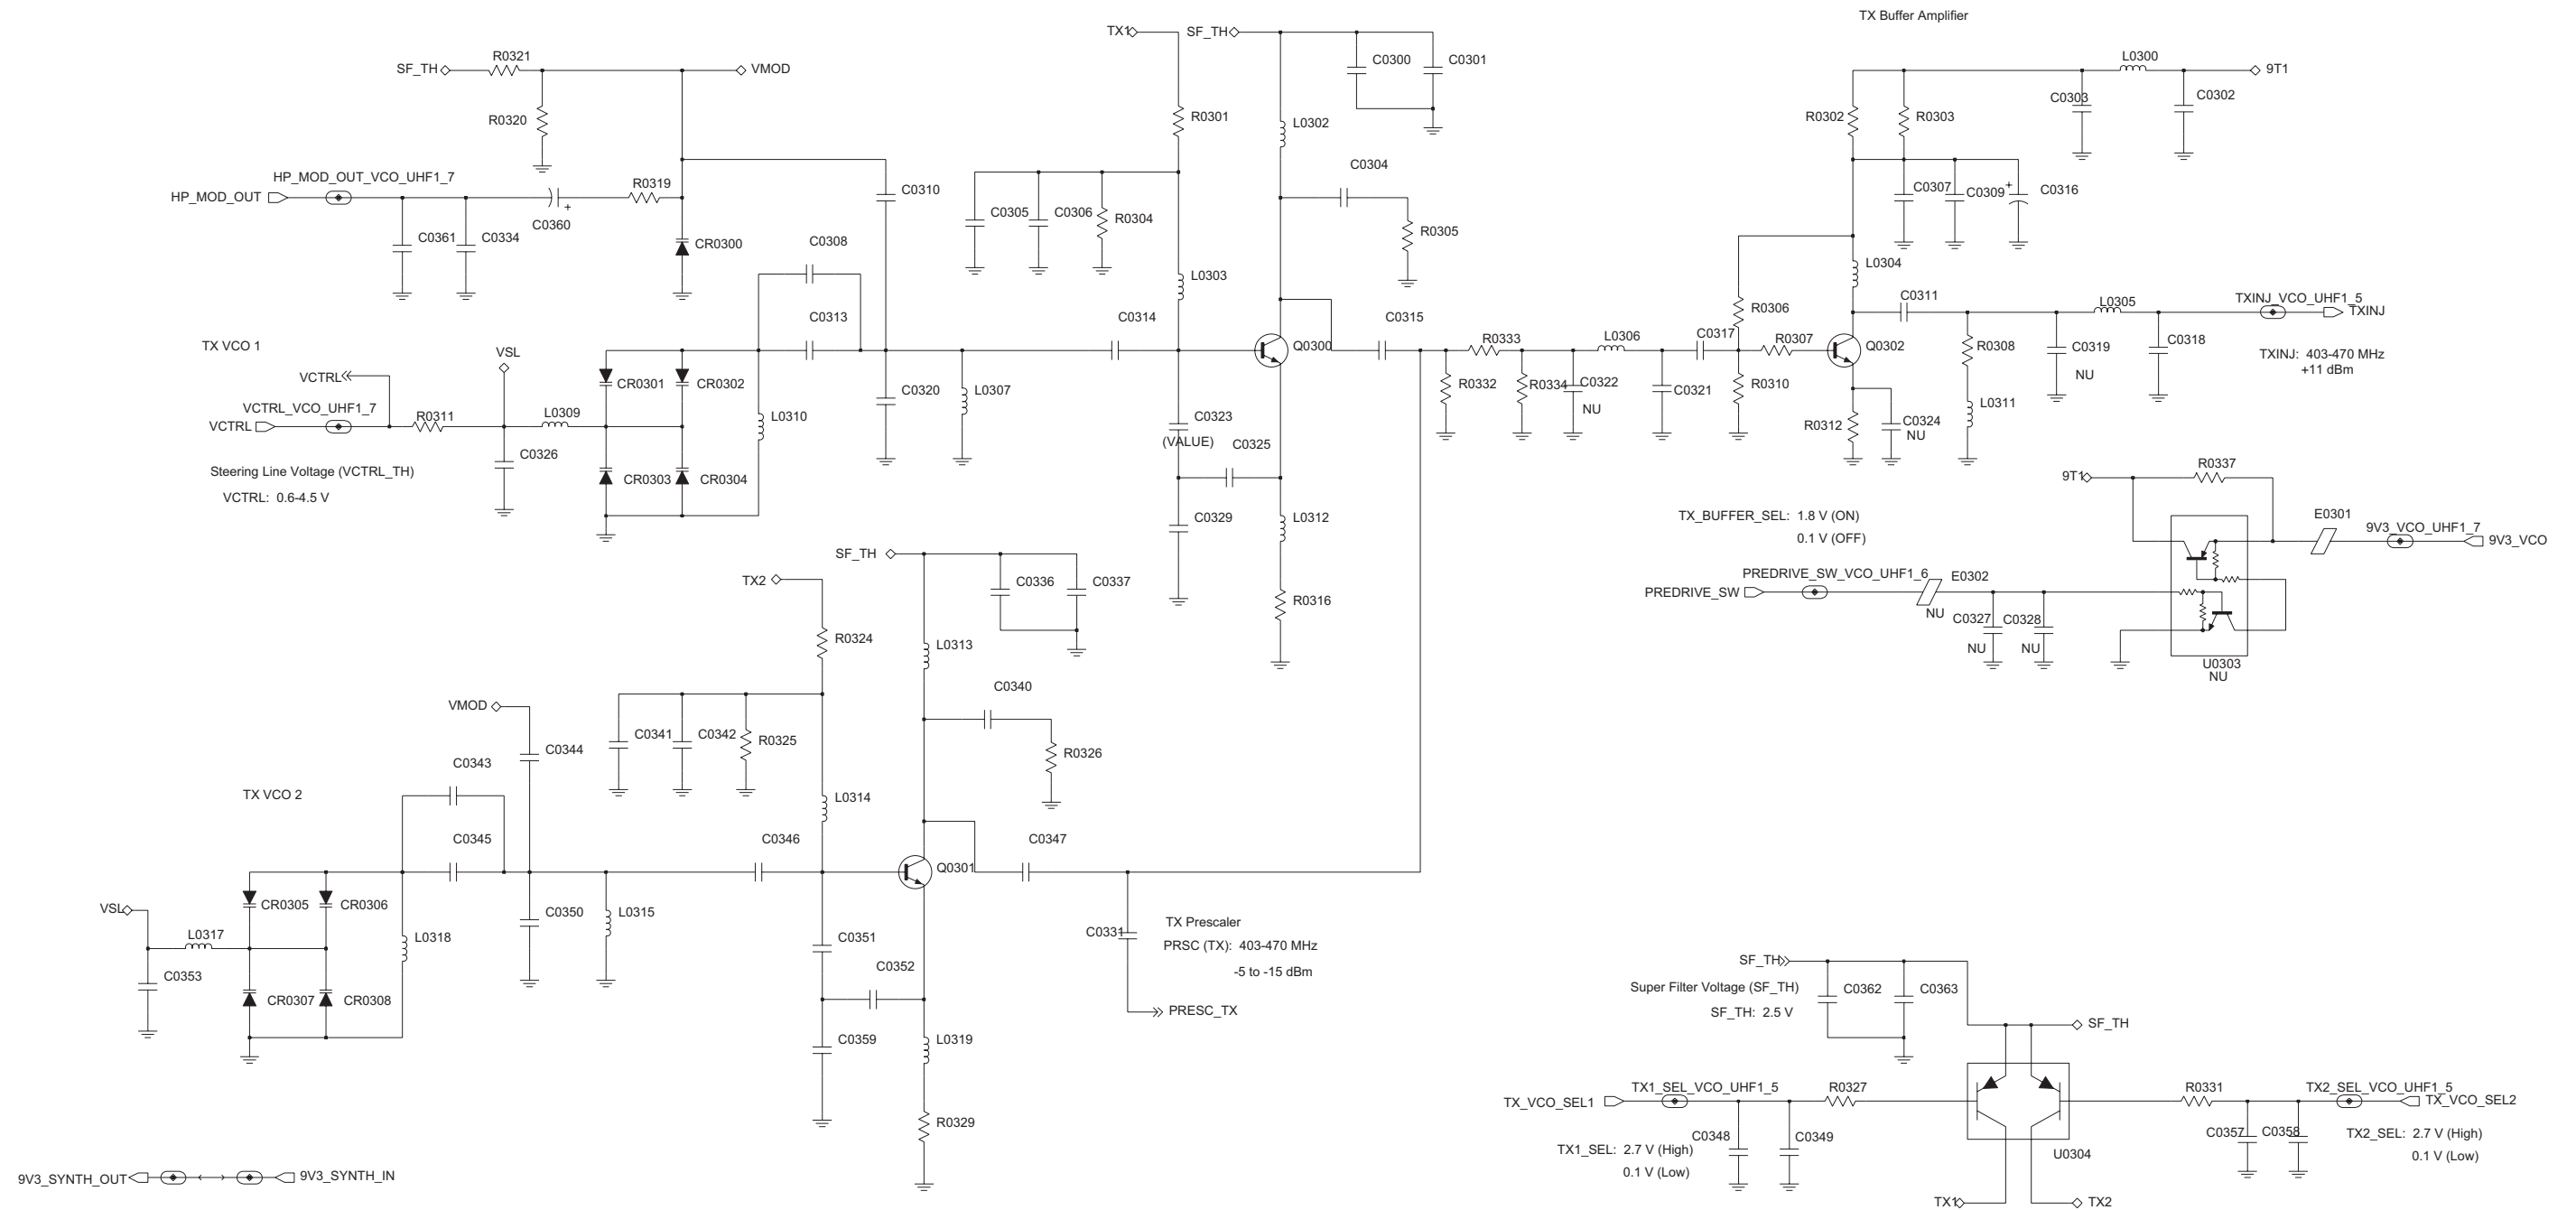 TX Buffer Amplifier
TX1
SF_TH
C0300
C0301
R0321
SF_TH
VMOD
L0300
9T1
C0303
C0302
R0320
R0301
L0302
R0302
R0303
HP_MOD_OUT_VCO_UHF1_7
HP_MOD_OUT
R0319
C0310
C0304
C0307
C0309
+
C0316
C0360
+
C0361
C0334
CR0300
C0305
C0306
R0304
R0305
C0308
L0303
L0304
C0313
C0314
C0315
R0306
C0311
L0305
TXINJ_VCO_UHF1_5
TXINJ
TX VCO 1
VSL
Q0300
R0333
L0306
C0317
R0307
Q0302
R0308
C0319
NU
C0318
TXINJ: 403-470 MHz
+11 dBm
VCTRL
CR0301
CR0302
C0320
L0307
R0332
R0334
C0322
NU
C0321
R0310
VCTRL_VCO_UHF1_7
VCTRL
R0311
L0309
L0310
C0323
(VALUE)
C0325
R0312
C0324
NU
L0311
C0326
Steering Line Voltage (VCTRL_TH)
VCTRL: 0.6-4.5 V
CR0303
CR0304
C0329
L0312
9T1
R0337
TX_BUFFER_SEL: 1.8 V (ON)
0.1 V (OFF)
E0301
9V3_VCO_UHF1_7
9V3_VCO
SF_TH
TX2
C0336
C0337
R0316
PREDRIVE_SW_VCO_UHF1_6
PREDRIVE_SW
E0302
NU
C0327
NU
C0328
NU
U0303
NU
R0324
L0313
C0340
VMOD
C0344
C0341
C0342
R0325
R0326
C0343
TX VCO 2
L0314
C0345
C0346
C0347
Q0301
CR0305
CR0306
VSL
C0350
L0315
L0317
L0318
C0351
C0331
TX Prescaler
PRSC (TX): 403-470 MHz
-5 to -15 dBm
C0353
CR0307
CR0308
C0352
PRESC_TX
C0359
L0319
SF_TH
Super Filter Voltage (SF_TH)
SF_TH: 2.5 V
C0362
C0363
SF_TH
R0329
TX1_SEL_VCO_UHF1_5
TX_VCO_SEL1
R0327
R0331
TX2_SEL_VCO_UHF1_5
TX_VCO_SEL2
TX1_SEL: 2.7 V (High)
0.1 V (Low)
C0348
C0349
U0304
C0357
C0358
TX2_SEL: 2.7 V (High)
0.1 V (Low)
9V3_SYNTH_OUT
9V3_SYNTH_IN
TX1
TX2